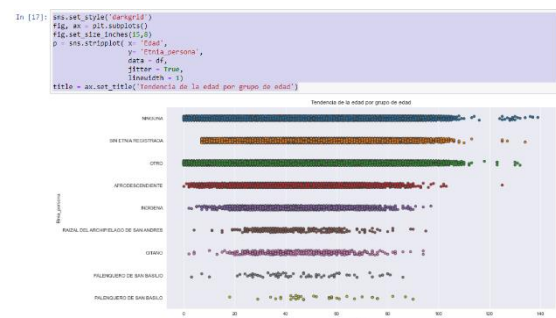 In [17]: sns.set_style('darkgrid')
fig, ax = plt.subplots()
fig.set_size_inches(15,8)
p = sns.stripplot( x= 'Edad',
y= 'Etnia_persona',
data = df,
jitter = True,
linewidth = 1)
title = ax.set_title('Tendencia de la edad por grupo de edad')
Tendencia de la edad por grupo de edad
NINGUNA
SIN ETNIA REGISTRADA
OTRO
AFRODESCENDIENTE
INDIGENA
RAIZAL DEL ARCHIPIELAGO DE SAN ANDRES
GITANO
PALENQUERO DE SAN BASILIO
PALENQUERO DE SAN BASILO
Etnia_persona
0 20 40 60 80 100 120 140